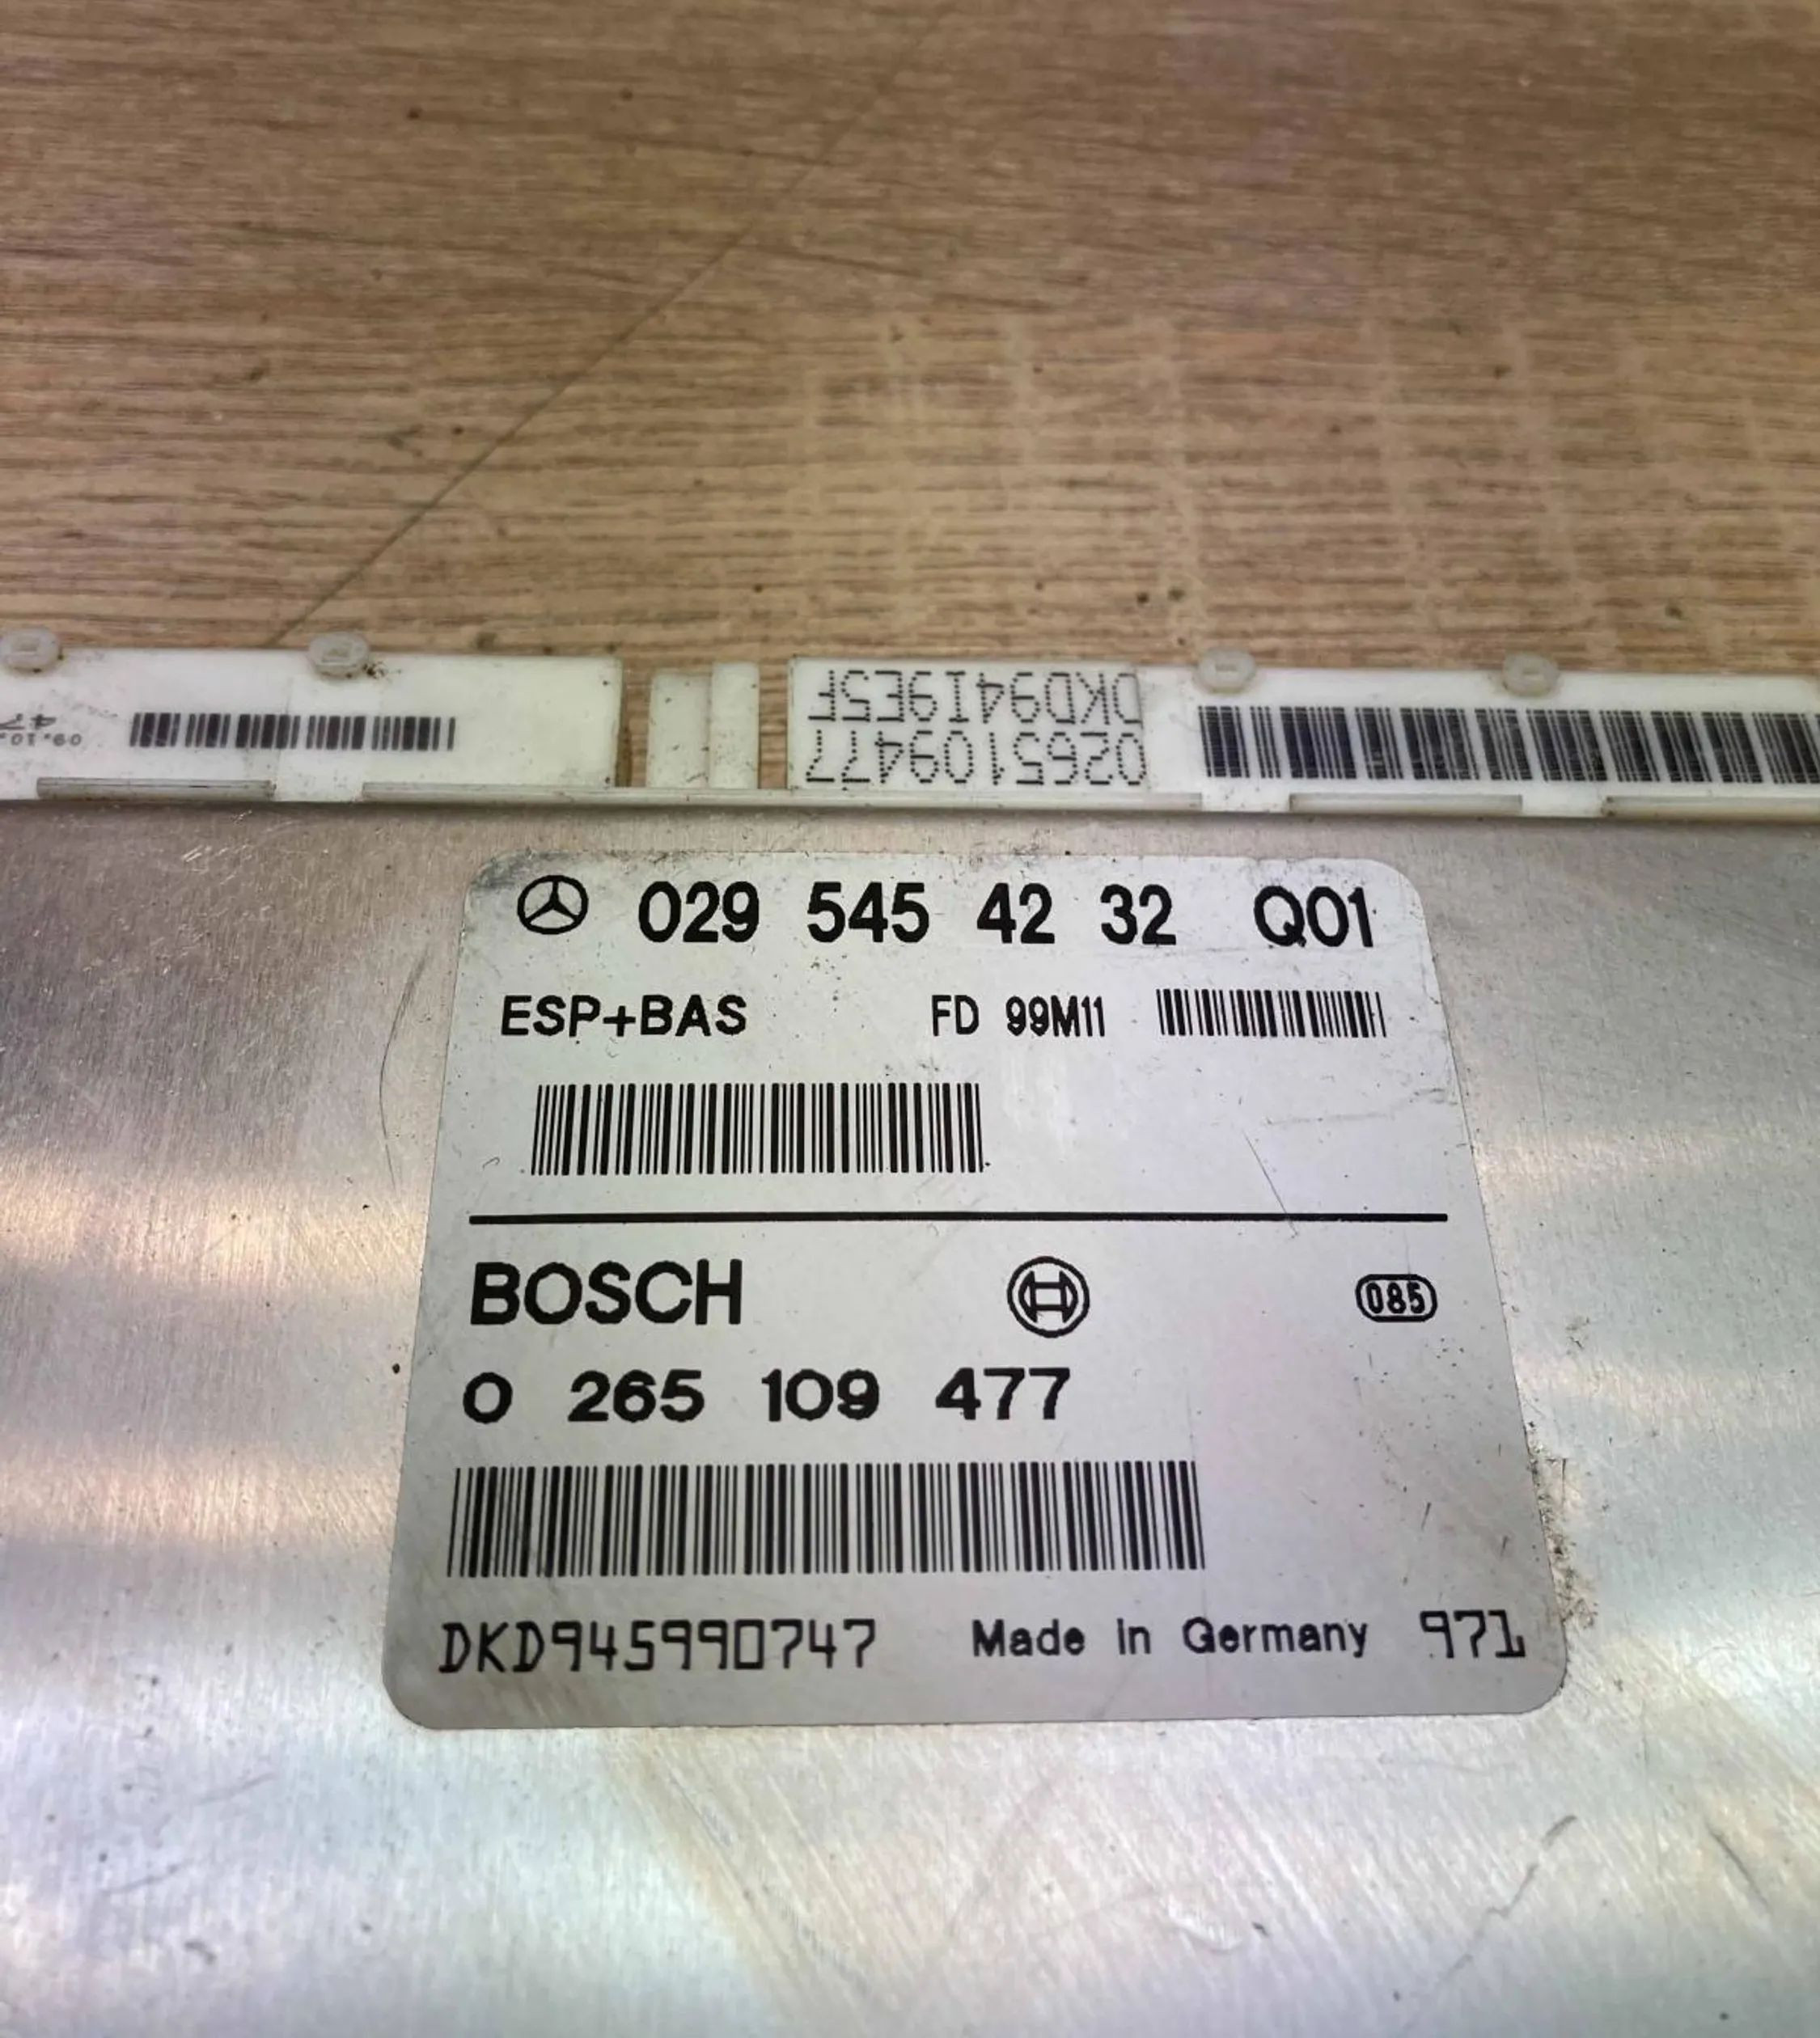 DKD94I9E5F
0265109477
029 545 42 32 Q01
ESP+BAS FD 99M11
BOSCH 085
0 265 109 477
DKD945990747 Made in Germany 971